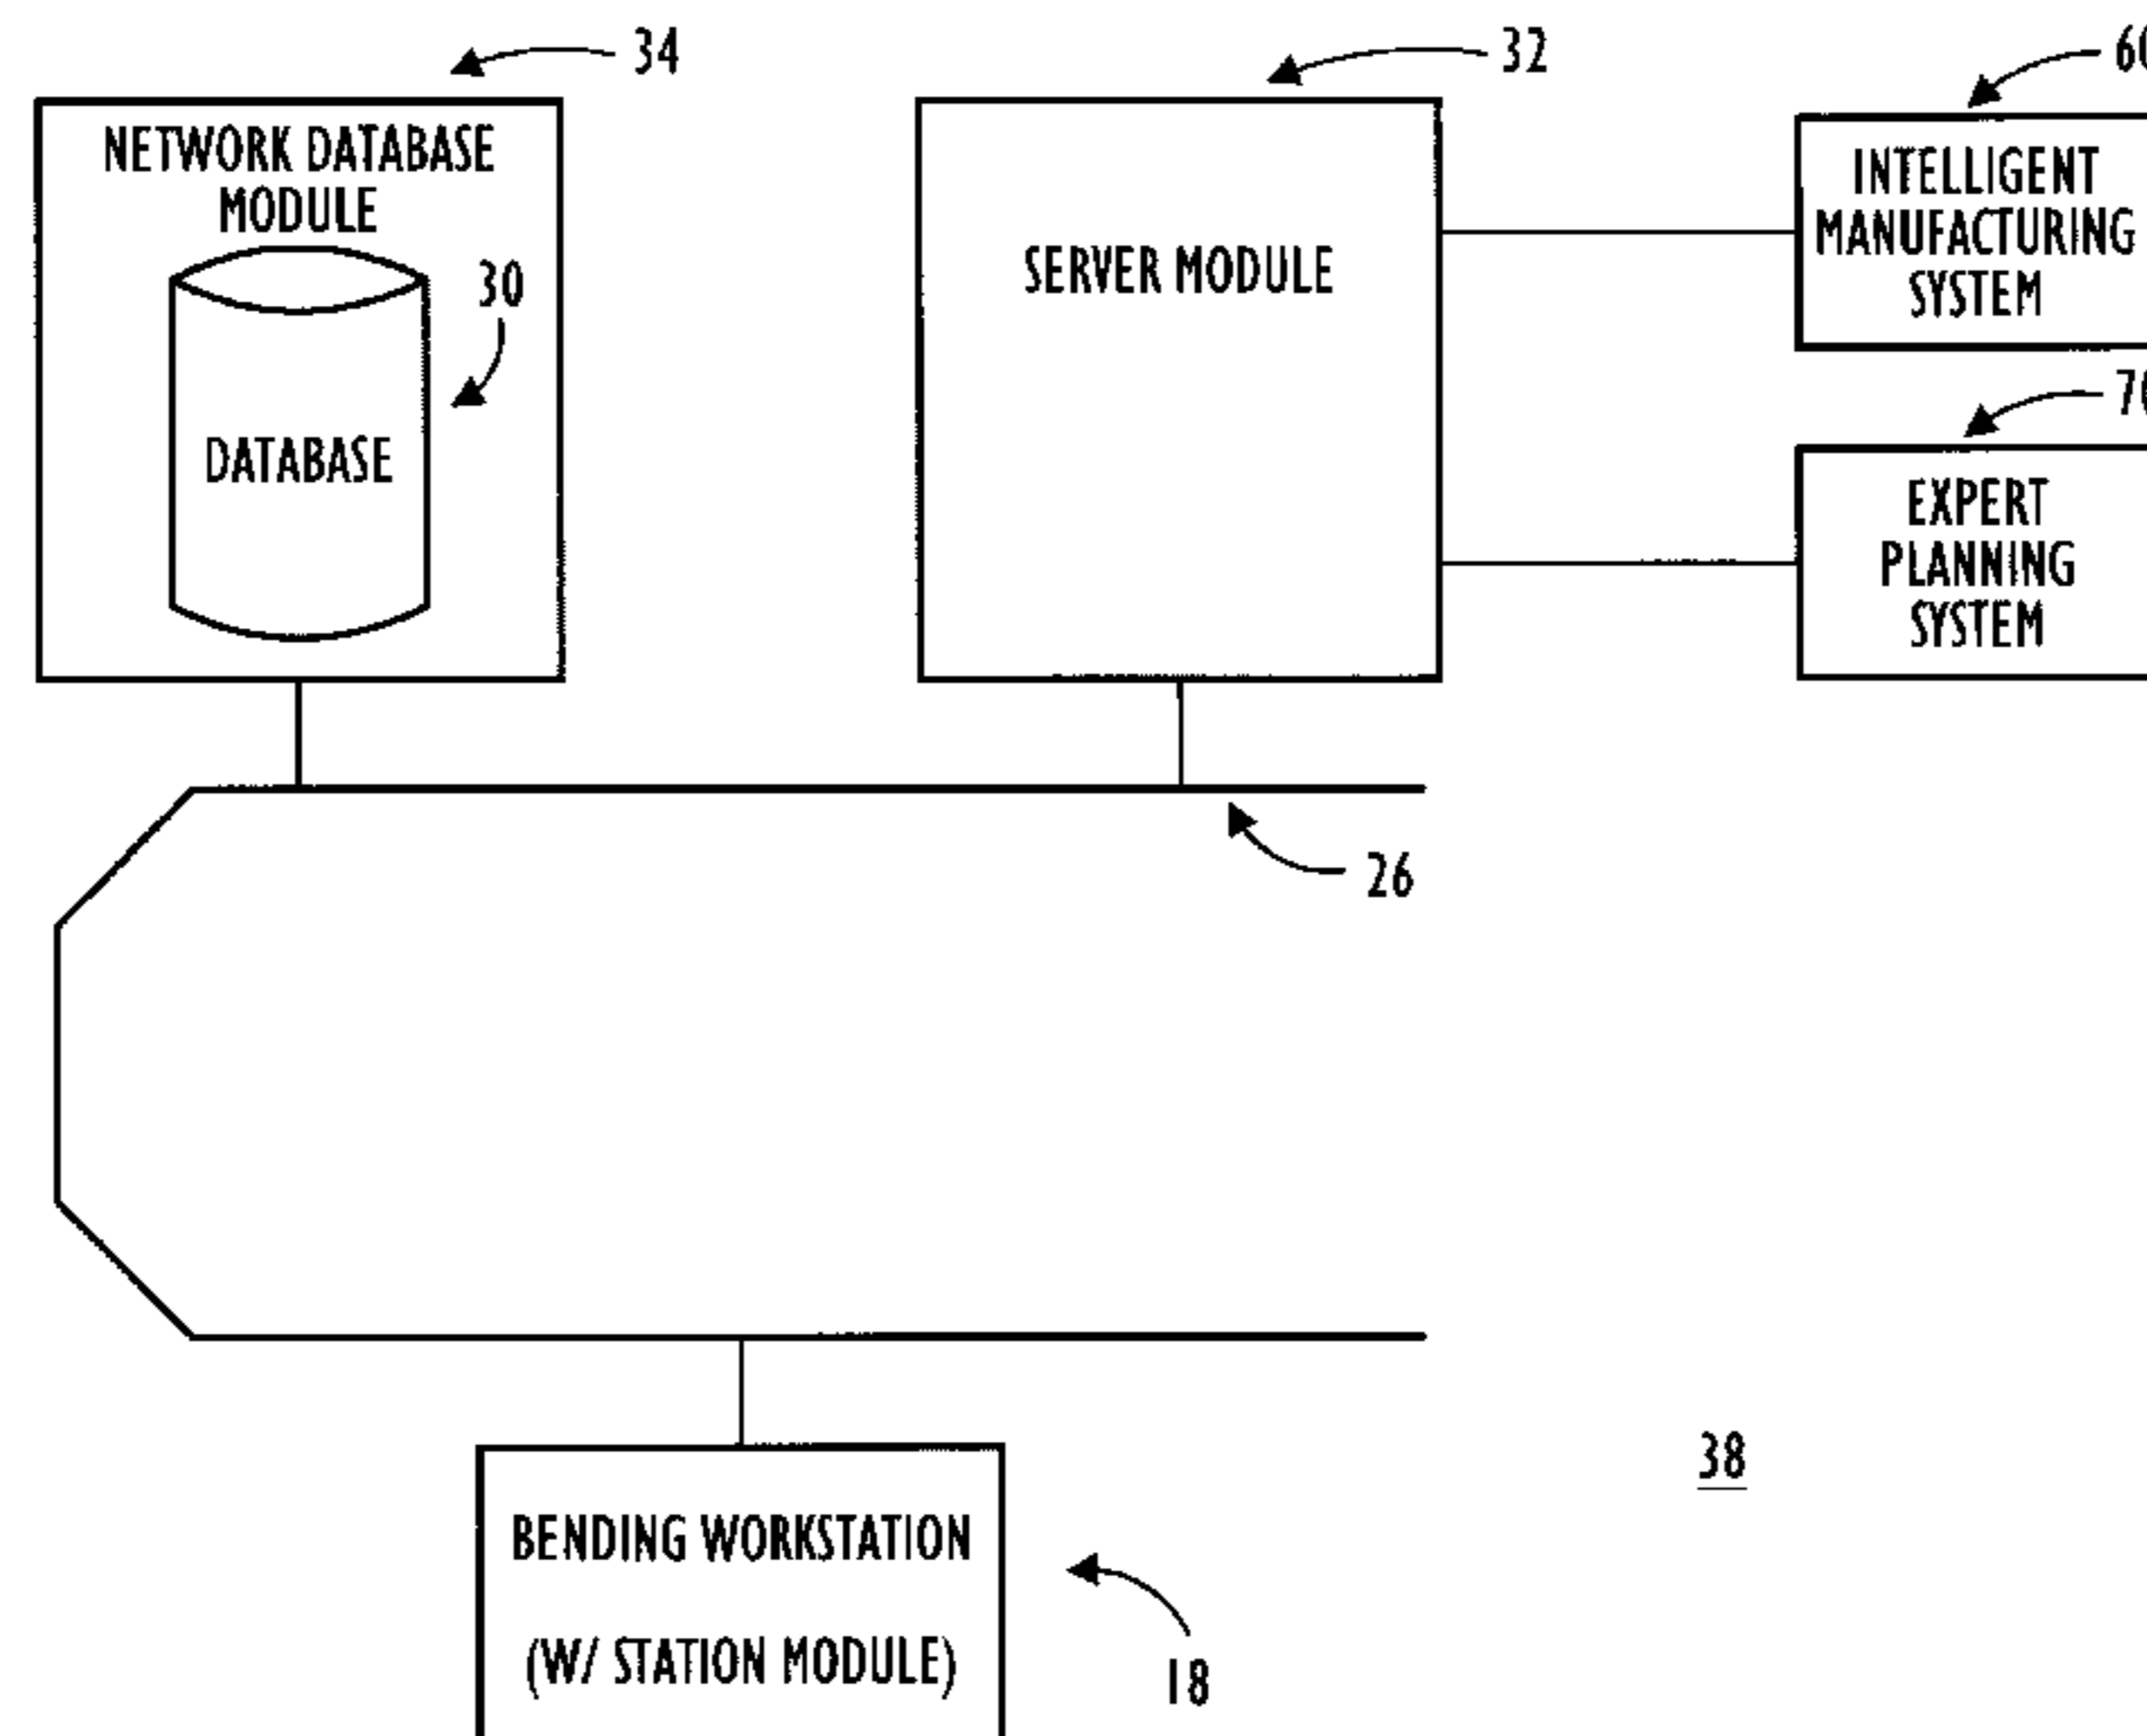 34
32
NETWORK DATABASE
MODULE
30
DATABASE
SERVER MODULE
INTELLIGENT
MANUFACTURING
SYSTEM
EXPERT
PLANNING
SYSTEM
26
38
BENDING WORKSTATION
(W/ STATION MODULE)
18